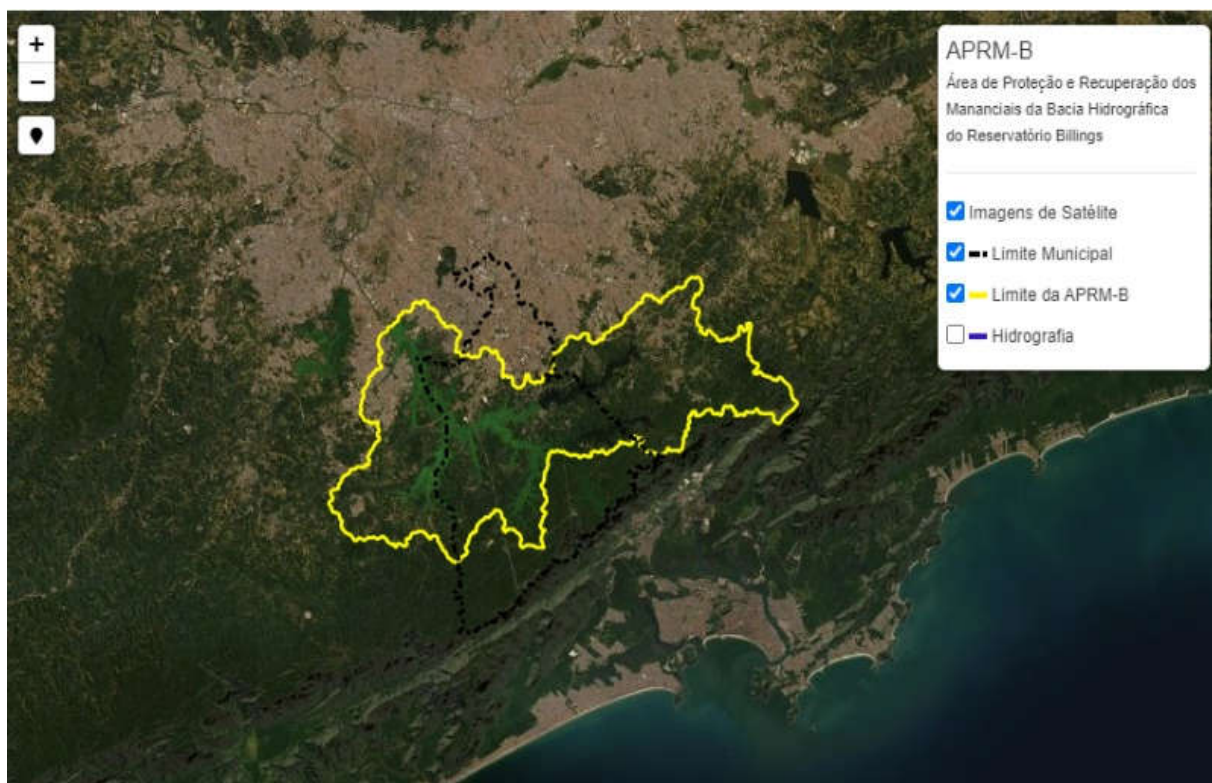 +
−
APRM-B
Área de Proteção e Recuperação dos
Mananciais da Bacia Hidrográfica
do Reservatório Billings
Imagens de Satélite
Limite Municipal
Limite da APRM-B
Hidrografia